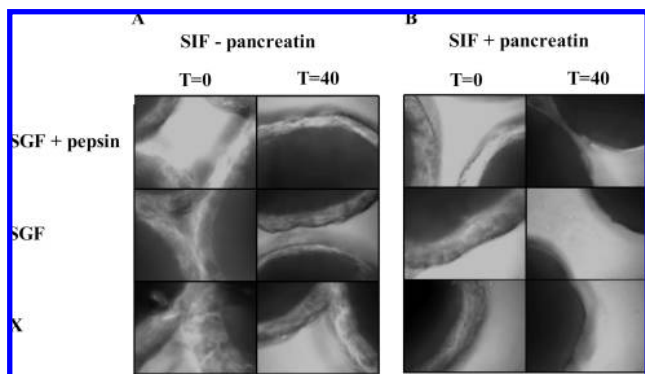 A
B
SIF - pancreatin
SIF + pancreatin
T=0
T=40
T=0
T=40
SGF + pepsin
SGF
X